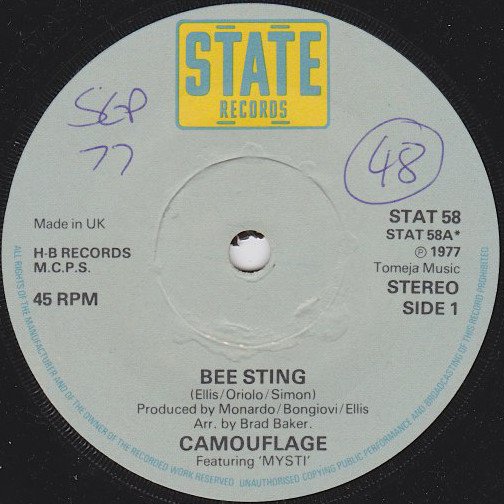 STATE
RECORDS
SEP
77
48
Made in UK
H-B RECORDS
M.C.P.S.
45 RPM
STAT 58
STAT 58A*
℗ 1977
Tomeja Music
STEREO
SIDE 1
BEE STING
(Ellis/Oriolo/Simon)
Produced by Monardo/Bongiovi/Ellis
Arr. by Brad Baker.
CAMOUFLAGE
Featuring 'MYSTI'
ALL RIGHTS OF THE MANUFACTURER AND OF THE OWNER OF THE RECORDED WORK RESERVED UNAUTHORISED COPYING PUBLIC PERFORMANCE AND BROADCASTING OF THIS RECORD PROHIBITED